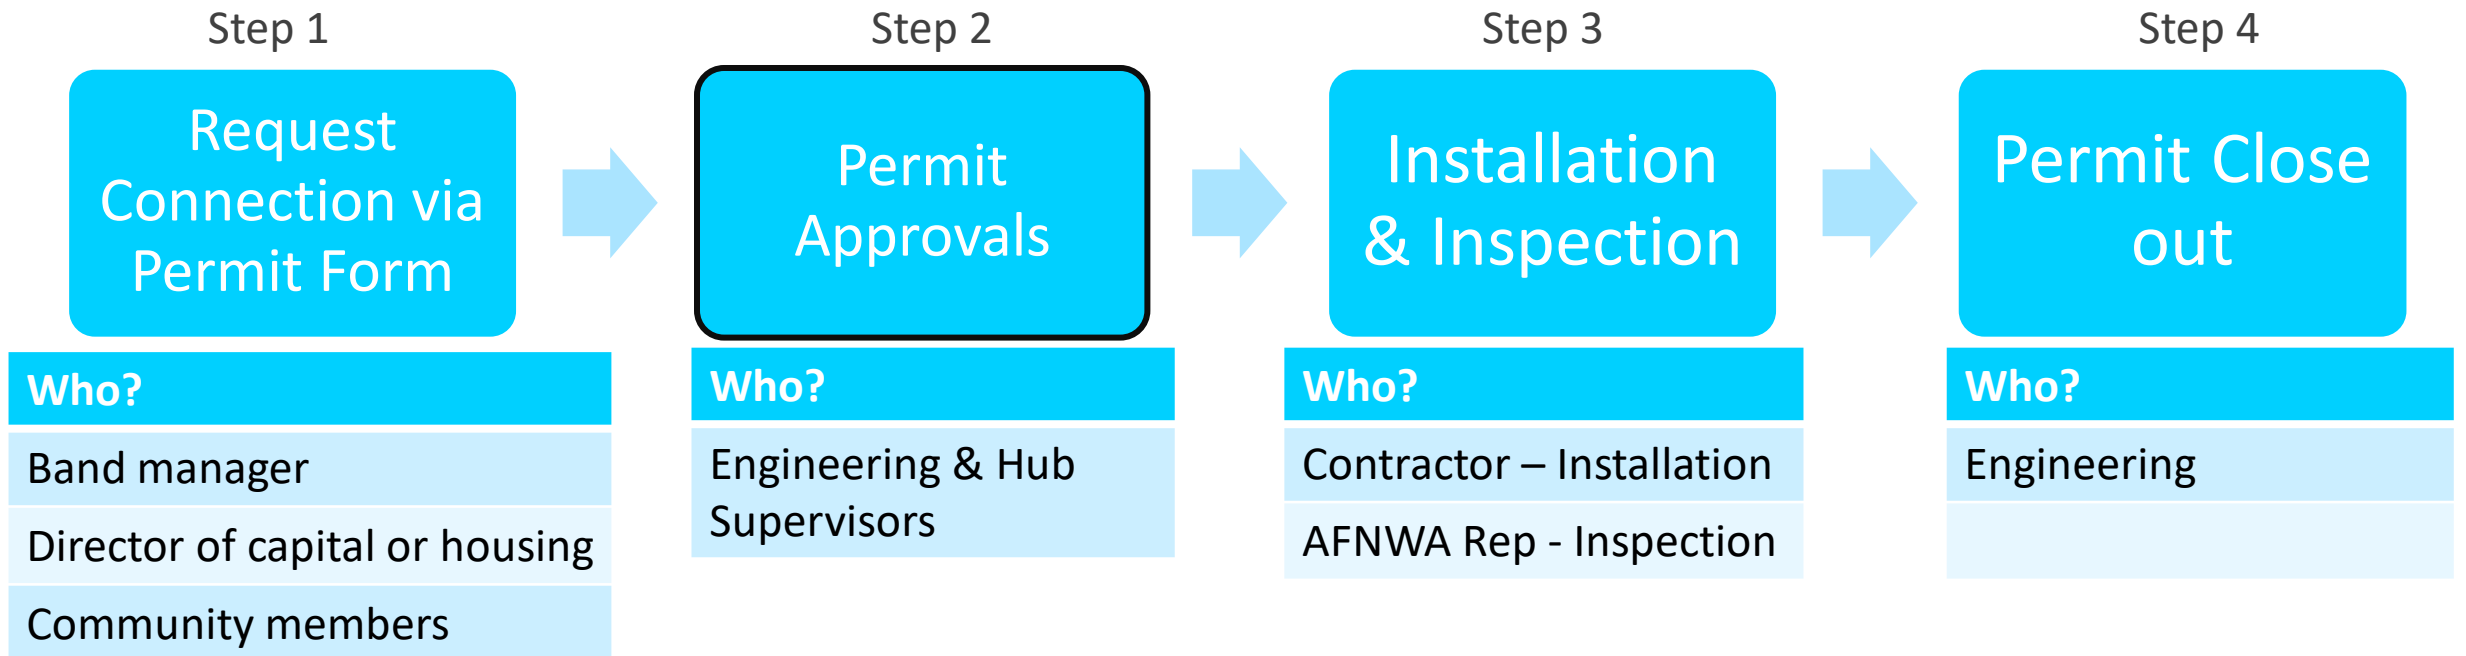 Step 1
Request
Connection via
Permit Form
Who?
Band manager
Director of capital or housing
Community members
Step 2
Permit
Approvals
Who?
Engineering & Hub
Supervisors
Step 3
Installation
& Inspection
Who?
Contractor – Installation
AFNWA Rep - Inspection
Step 4
Permit Close
out
Who?
Engineering